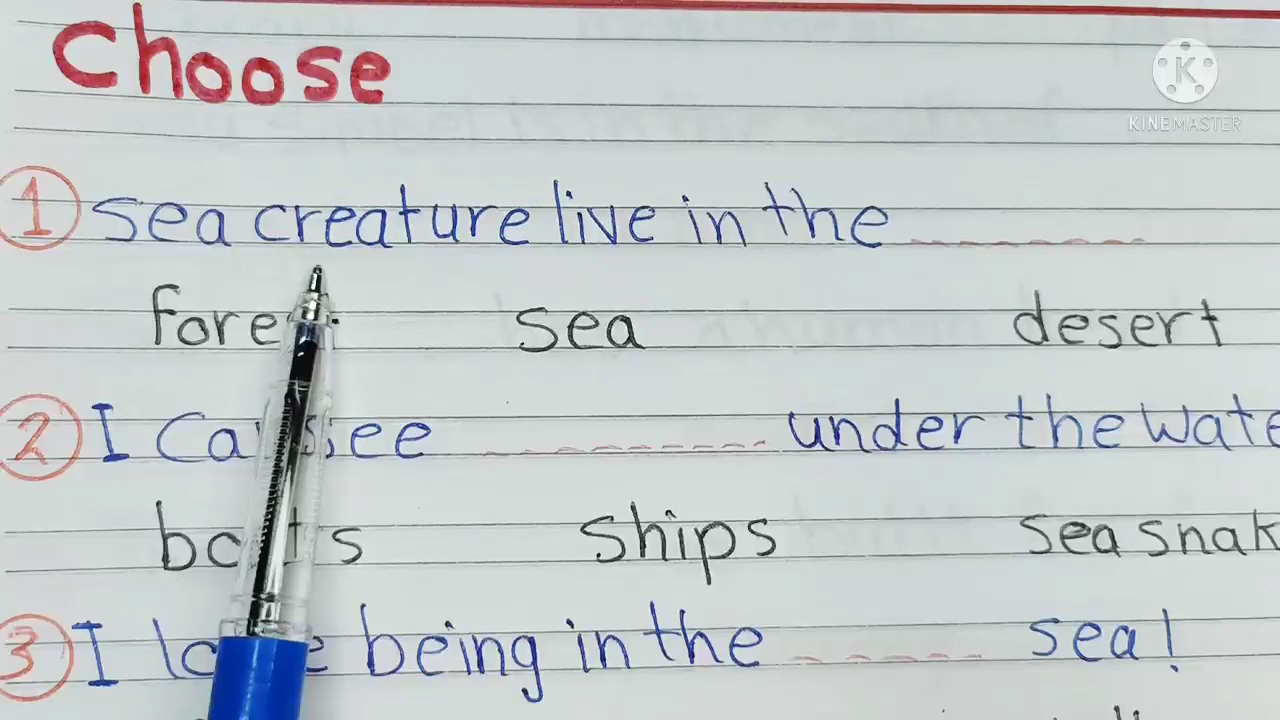 Choose
KINEMASTER
1 Sea creature live in the
sea desert
2 I see under the
ships sea
3 I being in the sea!